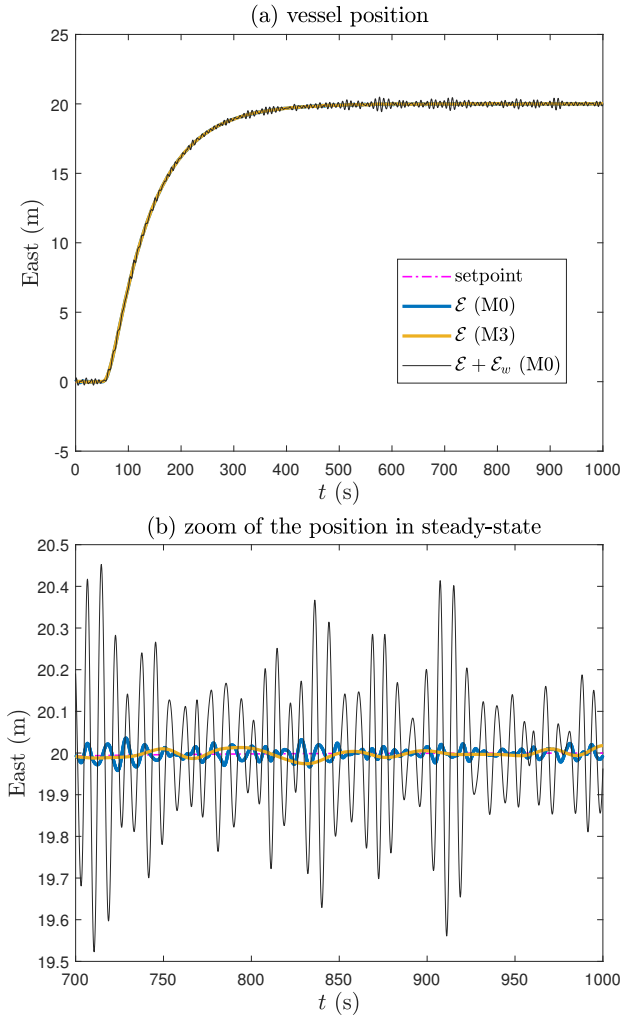 (a) vessel position
25
20
15
10
5
0
-5
East (m)
setpoint
ℰ (M0)
ℰ (M3)
ℰ + ℰ_w (M0)
0 100 200 300 400 500 600 700 800 900 1000
t (s)
(b) zoom of the position in steady-state
20.5
20.4
20.3
20.2
20.1
20
19.9
19.8
19.7
19.6
19.5
East (m)
700 750 800 850 900 950 1000
t (s)